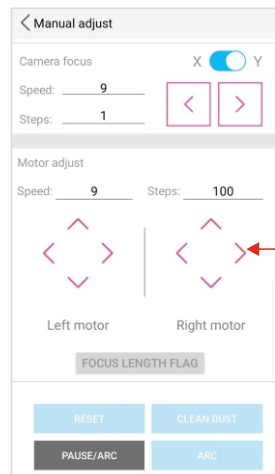 Manual adjust
Camera focus X Y
Speed: 9
Steps: 1
Motor adjust
Speed: 9 Steps: 100
Left motor Right motor
FOCUS LENGTH FLAG
RESET CLEAN DUST
PAUSE/ARC ARC